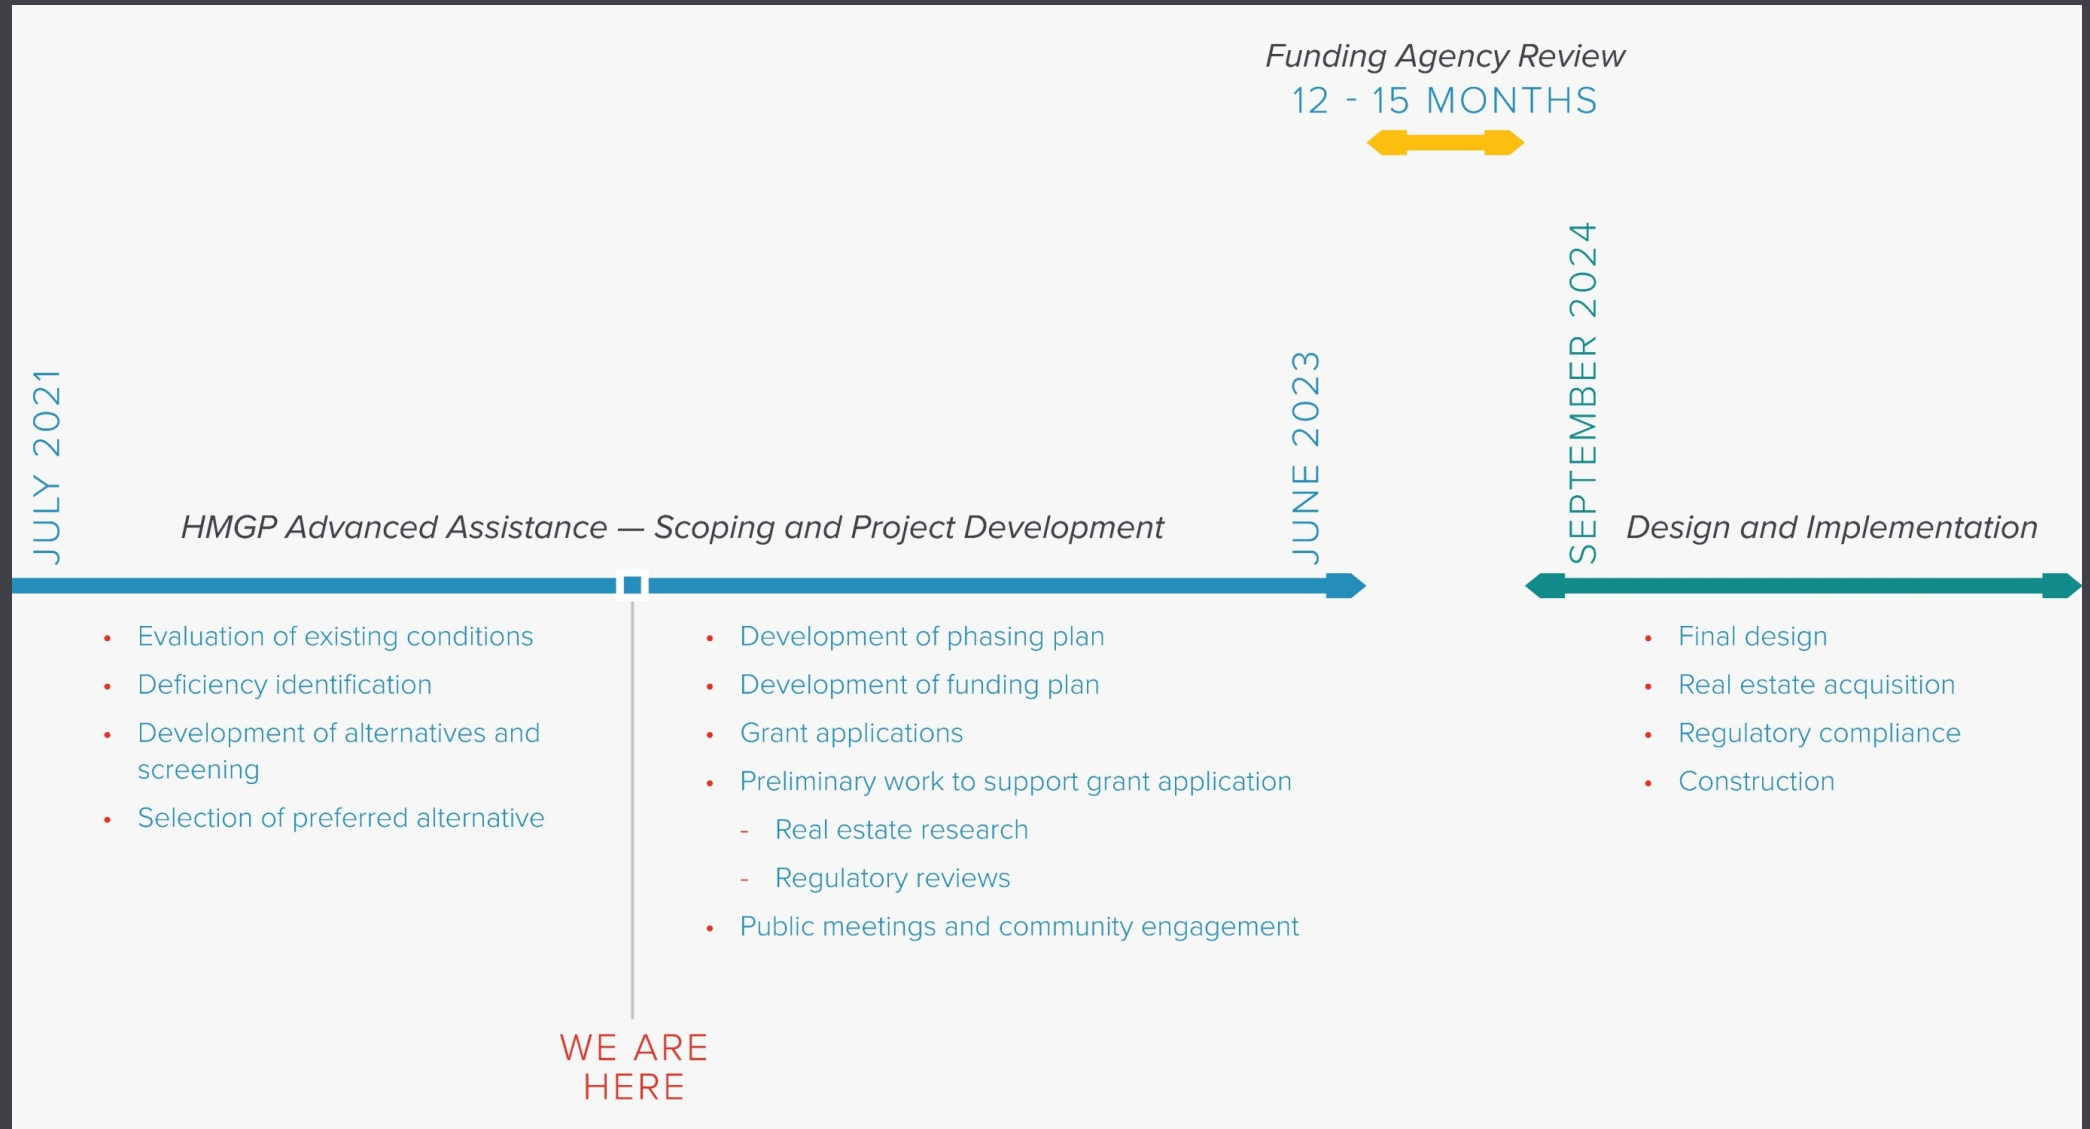 Funding Agency Review
12 - 15 MONTHS
JULY 2021
JUNE 2023
SEPTEMBER 2024
HMGP Advanced Assistance — Scoping and Project Development
Design and Implementation
• Evaluation of existing conditions
• Deficiency identification
• Development of alternatives and
screening
• Selection of preferred alternative
• Development of phasing plan
• Development of funding plan
• Grant applications
• Preliminary work to support grant application
- Real estate research
- Regulatory reviews
• Public meetings and community engagement
• Final design
• Real estate acquisition
• Regulatory compliance
• Construction
WE ARE
HERE